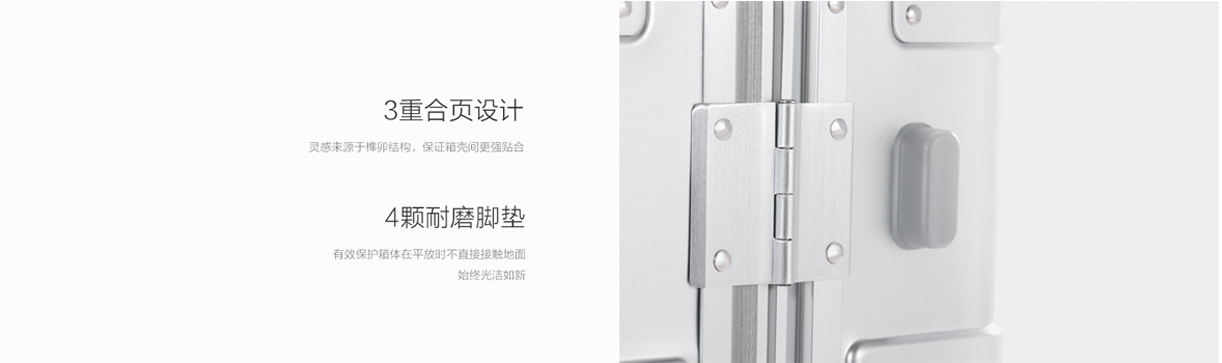 3重合页设计
灵感来源于榫卯结构，保证箱壳间更强贴合
4颗耐磨脚垫
有效保护箱体在平放时不直接接触地面
始终光洁如新